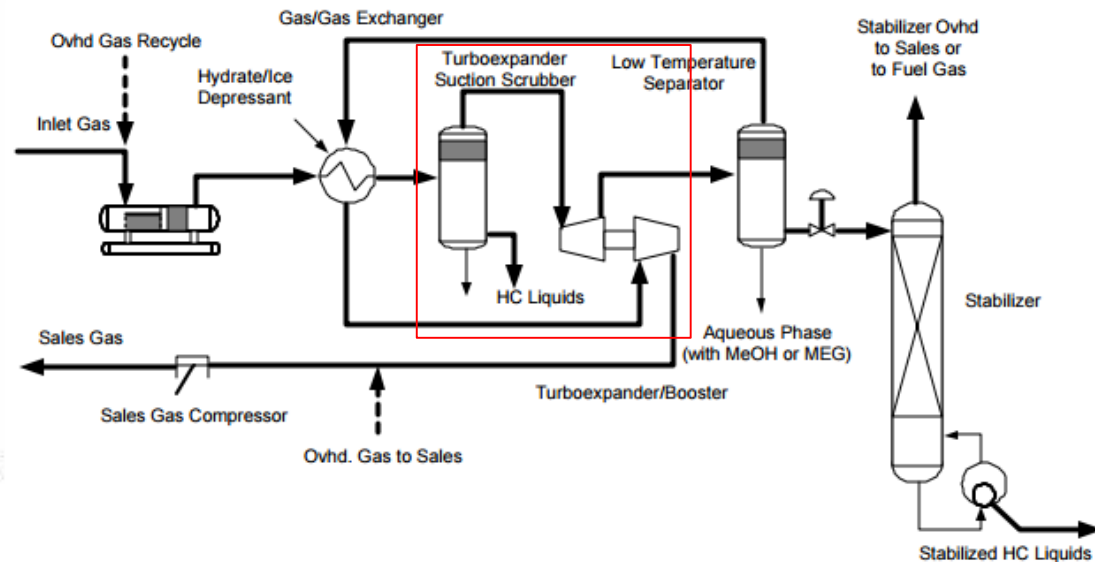 Gas/Gas Exchanger
Ovhd Gas Recycle
Hydrate/Ice
Depressant
Inlet Gas
Turboexpander
Suction Scrubber
Low Temperature
Separator
Stabilizer Ovhd
to Sales or
to Fuel Gas
HC Liquids
Stabilizer
Aqueous Phase
(with MeOH or MEG)
Sales Gas
Sales Gas Compressor
Turboexpander/Booster
Ovhd. Gas to Sales
Stabilized HC Liquids